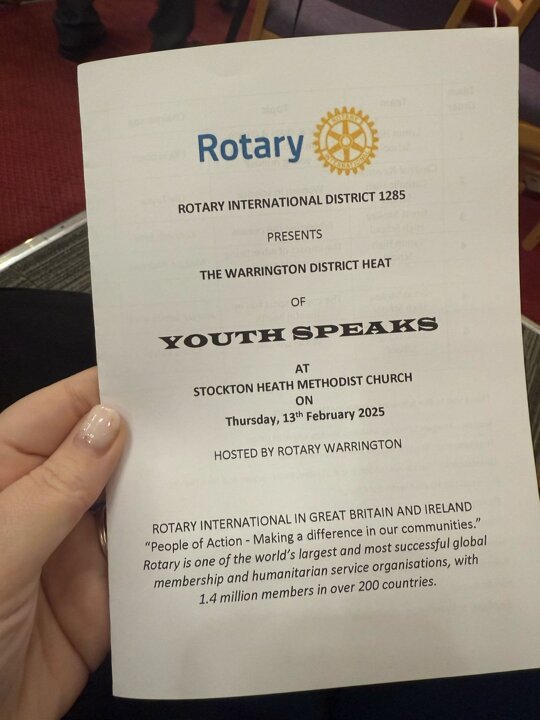 Rotary
ROTARY INTERNATIONAL
ROTARY INTERNATIONAL DISTRICT 1285
PRESENTS
THE WARRINGTON DISTRICT HEAT
OF
YOUTH SPEAKS
AT
STOCKTON HEATH METHODIST CHURCH
ON
Thursday, 13th February 2025
HOSTED BY ROTARY WARRINGTON
ROTARY INTERNATIONAL IN GREAT BRITAIN AND IRELAND
“People of Action - Making a difference in our communities.”
Rotary is one of the world’s largest and most successful global
membership and humanitarian service organisations, with
1.4 million members in over 200 countries.